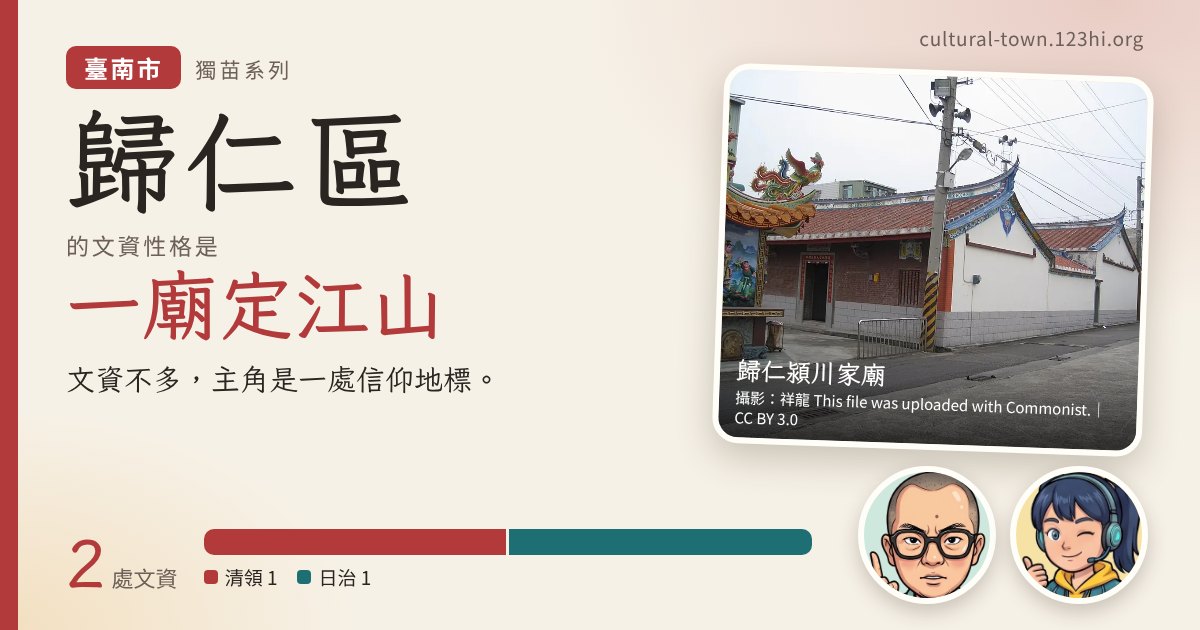 cultural-town.123hi.org
臺南市 獨苗系列
歸仁區
的文資性格是
一廟定江山
文資不多，主角是一處信仰地標。
歸仁潁川家廟
攝影：祥龍 This file was uploaded with Commonist.｜
CC BY 3.0
2 處文資
清領 1 日治 1